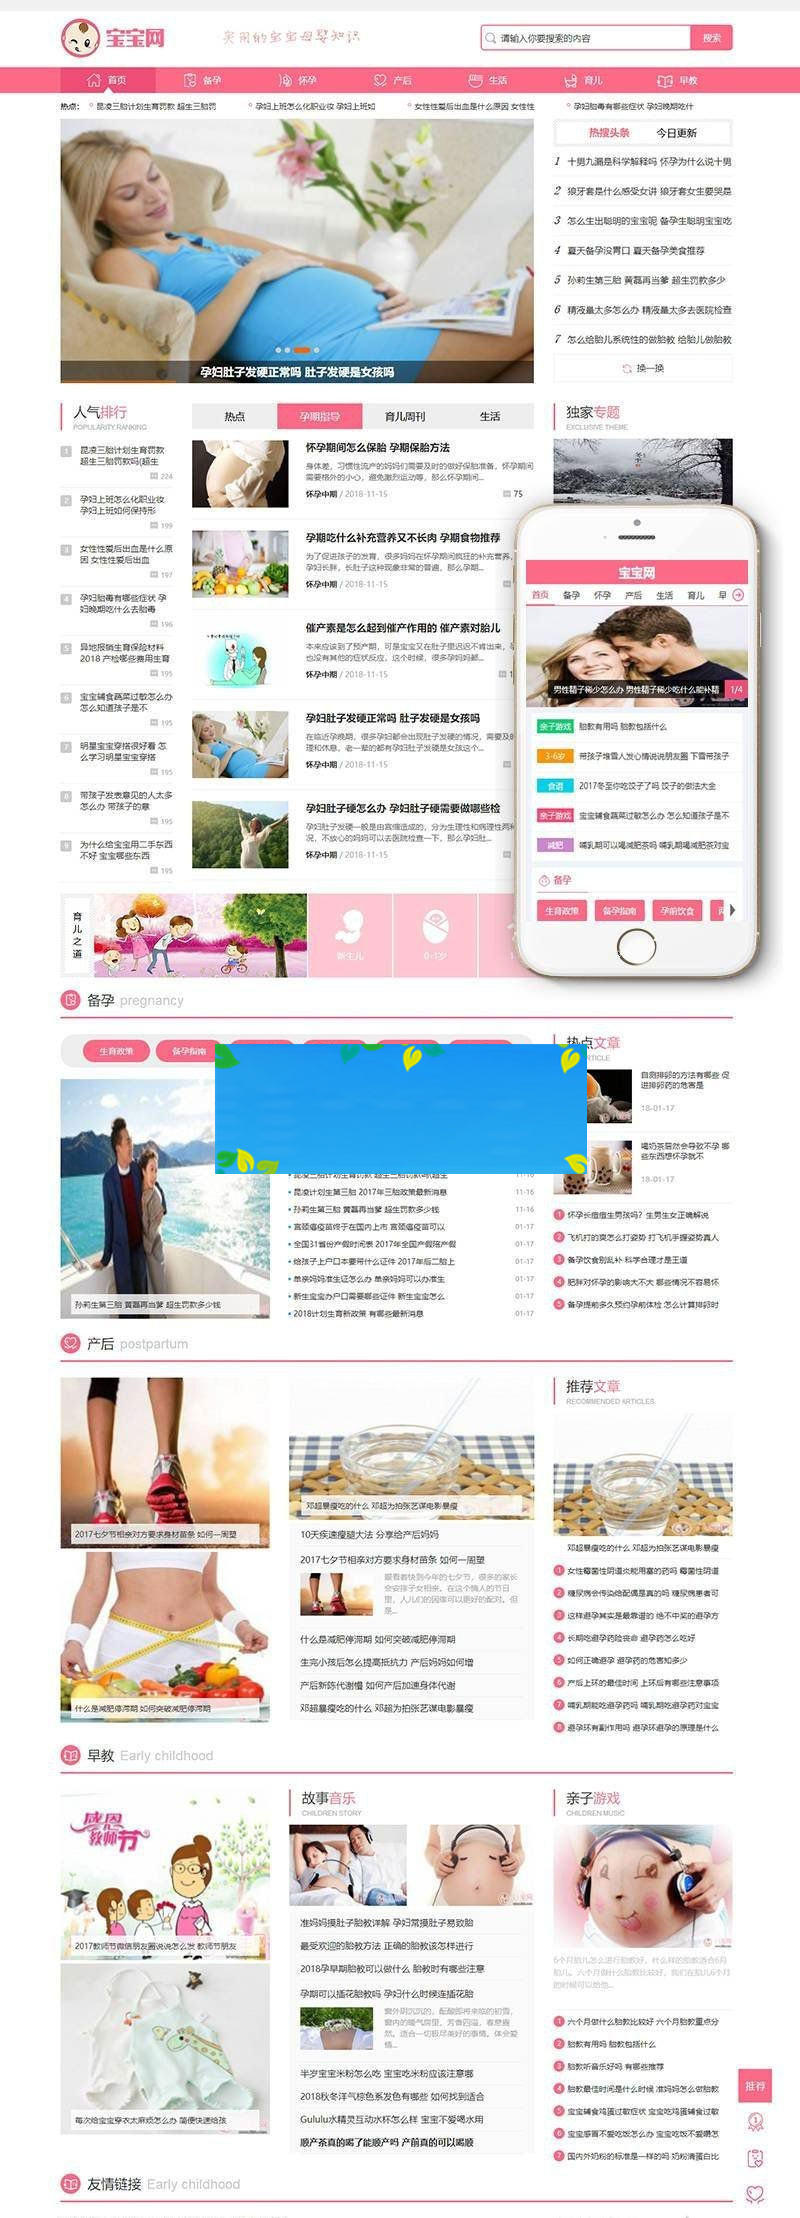 宝宝网
实用的宝宝母婴知识
请输入你要搜索的内容
搜索
首页
备孕
怀孕
产后
生活
育儿
早教
热点:
昆凌三胎计划生育罚款 超生三胎罚
孕妇上班怎么化职业妆 孕妇上班如
女性性爱后出血是什么原因 女性性
孕妇胎毒有哪些症状 孕妇晚期吃什
孕妇肚子发硬正常吗 肚子发硬是女孩吗
热搜头条
今日更新
1 十男九漏是科学解释吗 怀孕为什么说十男
2 狼牙套是什么感受女讲 狼牙套女生要哭是
3 怎么生出聪明的宝宝呢 备孕生聪明宝宝吃
4 夏天备孕没胃口 夏天备孕美食推荐
5 孙莉生第三胎 黄磊再当爹 超生罚款多少
6 精液量太多怎么办 精液量太多去医院检查
7 怎么给胎儿系统性的做胎教 给胎儿做胎教
换一换
人气排行
POPULARITY RANKING
1 昆凌三胎计划生育罚款
超生三胎罚款吗(超生
224
2 孕妇上班怎么化职业妆
孕妇上班如何保持形
199
3 女性性爱后出血是什么原
因 女性性爱后出血
197
4 孕妇胎毒有哪些症状 孕
妇晚期吃什么去胎毒
196
5 异地报销生育保险材料
2018 产检哪些费用生育
195
6 宝宝辅食蔬菜过敏怎么办
怎么知道孩子是不
195
7 明星宝宝穿搭很好看 怎
么学习明星宝宝穿搭
195
8 带孩子发表意见的人太多
怎么办 带孩子的意
195
9 为什么给宝宝用二手东西
不好 宝宝哪些东西
195
热点
孕期指导
育儿周刊
生活
怀孕期间怎么保胎 孕期保胎方法
身体差，习惯性流产的妈妈们需要及时的做好保胎准备，怀孕期间
需要格外的小心，避免激烈运动等，那么怀孕期间...
怀孕中期 / 2018-11-15
75
孕期吃什么补充营养又不长肉 孕期食物推荐
为了促进孩子的发育，很多妈妈在怀孕期间疯狂的补充营养，
孕妇长胖，长肚子这种现象非常的普遍，那么孕期...
怀孕中期 / 2018-11-15
催产素是怎么起到催产作用的 催产素对胎儿
本来应该到了预产期，可是宝宝又在肚子里迟迟不肯出来，
也没有其他的症状反应，这个时候，很多妈妈都...
怀孕中期 / 2018-11-15
孕妇肚子发硬正常吗 肚子发硬是女孩吗
在临近孕晚期，很多孕妇都会出现肚子发硬的情况，需要及
理和休息，老一辈的都有孕妇肚子发硬是女孩这个...
怀孕中期 / 2018-11-15
孕妇肚子硬怎么办 孕妇肚子硬需要做哪些检
孕妇肚子发硬一般是由宫缩造成的，分为生理性和病理性两
况，不放心的妈妈可以去医院检查一下，那么孕妇肚...
怀孕中期 / 2018-11-15
独家专题
EXCLUSIVE THEME
宝宝网
首页
备孕
怀孕
产后
生活
育儿
早
男性精子稀少怎么办 男性精子稀少吃什么能补精
1/4
亲子游戏
胎教有用吗 胎教包括什么
3-6岁
带孩子堆雪人发心情说说朋友圈 下雪带孩子
食谱
2017冬至你吃饺子了吗 饺子的做法大全
亲子游戏
宝宝辅食蔬菜过敏怎么办 怎么知道孩子是不
减肥
哺乳期可以喝减肥茶吗 哺乳期喝减肥茶对宝
备孕
生育政策
备孕指南
孕前饮食
育儿之道
新生儿
0-1岁
备孕 pregnancy
生育政策
备孕指南
昆凌计划生第三胎 2017年三胎政策最新消息
11-16
孙莉生第三胎 黄磊再当爹 超生罚款多少钱
11-16
宫颈癌疫苗终于在国内上市 宫颈癌苗可以
01-17
全国31省份产假时间表 2017年全国产假陪产假
01-17
给孩子上户口本要带什么证件 2017年后二胎上
01-17
单亲妈妈准生证怎么办 单亲妈妈可以办准生
01-17
新生宝宝办户口需要哪些证件 新生宝宝怎么
01-17
2018计划生育新政策 有哪些最新消息
01-17
孙莉生第三胎 黄磊再当爹 超生罚款多少钱
热点文章
自测排卵的方法有哪些 促
进排卵药的危害是
18-01-17
喝奶茶居然会导致不孕 哪
些东西想怀孕就不
18-01-17
1 怀孕长痘痘生男孩吗？生男生女正确解说
2 飞机打的爽怎么打姿势 打飞机手握姿势真人
3 备孕饮食别乱补 科学合理才是王道
4 肥胖对怀孕的影响大不大 哪些情况不容易怀
5 备孕提前多久预约孕前体检 怎么计算排卵时
产后 postpartum
2017七夕节相亲对方要求身材苗条 如何一周塑
什么是减肥停滞期 如何突破减肥停滞期
邓超暴瘦吃的什么 邓超为拍张艺谋电影暴瘦
10天疾速瘦腿大法 分享给产后妈妈
2017七夕节相亲对方要求身材苗条 如何一周塑
眼看着快到今年的七夕节，很多的家长
会安排子女相亲。在这个情人的节日
里，人儿们的因缘可以更好的配对。但
是...
什么是减肥停滞期 如何突破减肥停滞期
生完小孩后怎么提高抵抗力 产后妈妈如何增
产后新陈代谢慢 如何产后加速身体代谢
邓超暴瘦吃的什么 邓超为拍张艺谋电影暴瘦
推荐文章
RECOMMENDED ARTICLES
邓超暴瘦吃的什么 邓超为拍张艺谋电影暴瘦
1 女性霉菌性阴道炎能用塞的药吗 霉菌性阴道
2 糖尿病会传染给配偶是真的吗 糖尿病患者可
3 这样避孕其实是最靠谱的 绝不中奖的避孕方
4 长期吃避孕药险丧命 避孕药怎么吃好
5 如何正确避孕 避孕药的危害知多少
6 产后上环的最佳时间 上环后有哪些注意事项
7 哺乳期能吃避孕药吗 哺乳期吃避孕药对宝宝
8 避孕环有副作用吗 避孕环避孕的原理是什么
早教 Early childhood
感恩
教师节
2017教师节微信朋友圈说说怎么发 教师节朋友
每次给宝宝穿衣太麻烦怎么办 简便快速给孩
故事音乐
CHILDREN STORY
准妈妈摸肚子胎教详解 孕妇常摸肚子易致胎
最受欢迎的胎教方法 正确的胎教该怎样进行
2018孕早期胎教可以做什么 胎教时有哪些注意
孕期可以插花胎教吗 孕妇什么时候连插花胎
窗外阴沉沉的，酝酿即将来临的初雪，
窗内的暖气房里，芳香四溢，春意盎
然。适合一切极尽美好的事情。体会爱
情...
半岁宝宝米粉怎么吃 宝宝吃米粉应该注意哪
2018秋冬洋气棕色系发色有哪些 如何找到适合
Gululu水精灵互动水杯怎么样 宝宝不爱喝水用
顺产茶真的喝了能顺产吗 产前真的可以喝顺
亲子游戏
CHILDREN MUSIC
6个月胎儿怎么进行胎教好，什么样的胎教适合6月
胎儿。六个月做什么胎教比较好，我们在胎儿6个月
的时候可以给他...
1 六个月做什么胎教比较好 六个月胎教重点分
2 胎教有用吗 胎教包括什么
3 胎教听音乐好吗 有哪些推荐
4 胎教最佳时间是什么时候 准妈妈怎么做胎教
5 宝宝辅食鸡蛋过敏症状 宝宝吃鸡蛋辅食过敏
6 宝宝感冒不爱吃饭怎么办 宝宝吃饭不爱嚼怎
7 国内外奶粉的标准是一样的吗 奶粉清蛋白比
推荐
友情链接 Early childhood